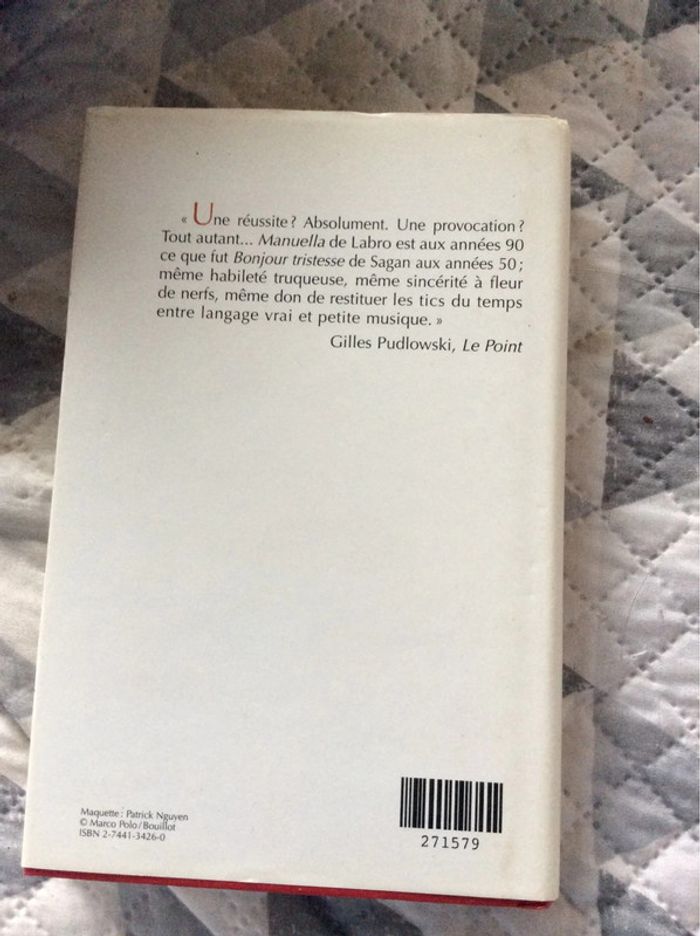 « Une réussite ? Absolument. Une provocation ?
Tout autant... Manuella de Labro est aux années 90
ce que fut Bonjour tristesse de Sagan aux années 50 ;
même habileté truqueuse, même sincérité à fleur
de nerfs, même don de restituer les tics du temps
entre langage vrai et petite musique. »
Gilles Pudlowski, Le Point
Maquette : Patrick Nguyen
© Marco Polo / Bouillot
ISBN 2-7441-3426-0
271579